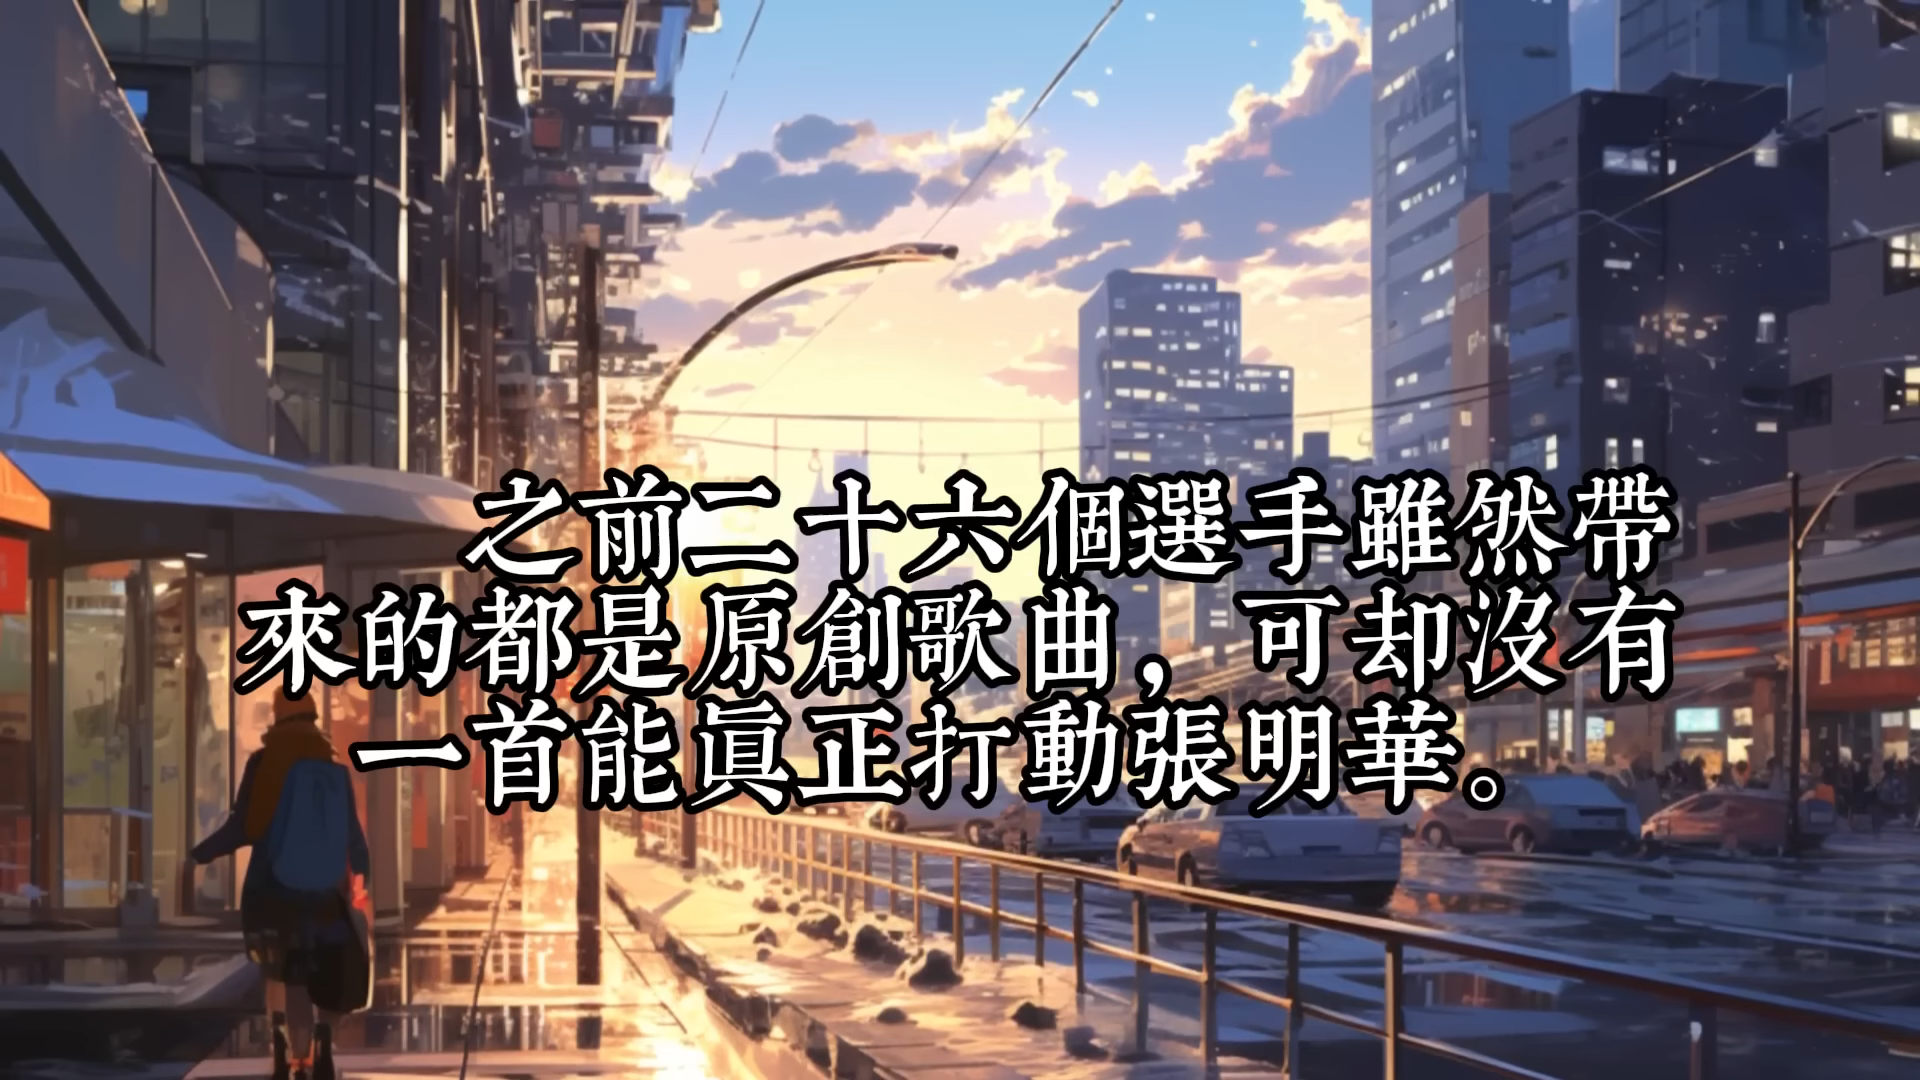 之前二十六個選手雖然帶
來的都是原創歌曲，可却沒有
一首能眞正打動張明華。